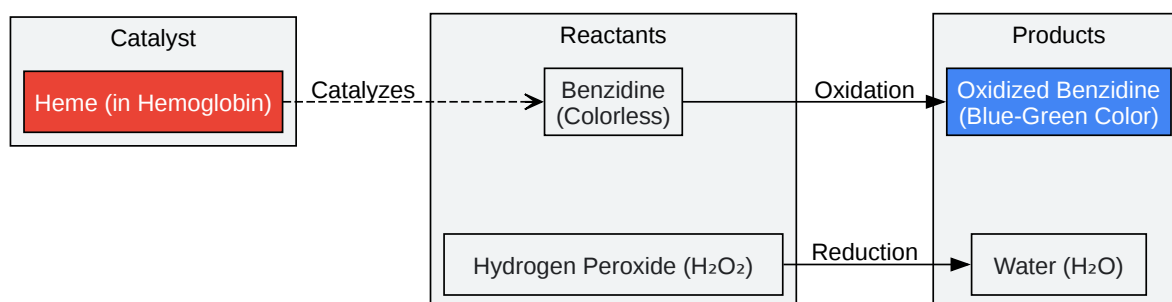 Catalyst
Reactants
Products
Heme (in Hemoglobin)
Catalyzes
Benzidine
(Colorless)
Oxidation
Oxidized Benzidine
(Blue-Green Color)
Hydrogen Peroxide (H₂O₂)
Reduction
Water (H₂O)